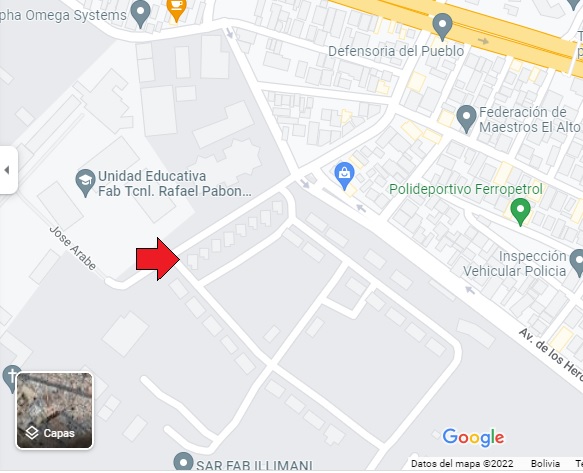 pha Omega Systems
Defensoria del Pueblo
Federación de
Maestros El Alto
Unidad Educativa
Fab Tcnl. Rafael Pabon...
Polideportivo Ferropetrol
Jose Arabe
Inspección
Vehicular Policia
Av. de los Hero
Capas
Google
SAR FAB ILLIMANI
Datos del mapa ©2022 Bolivia Te